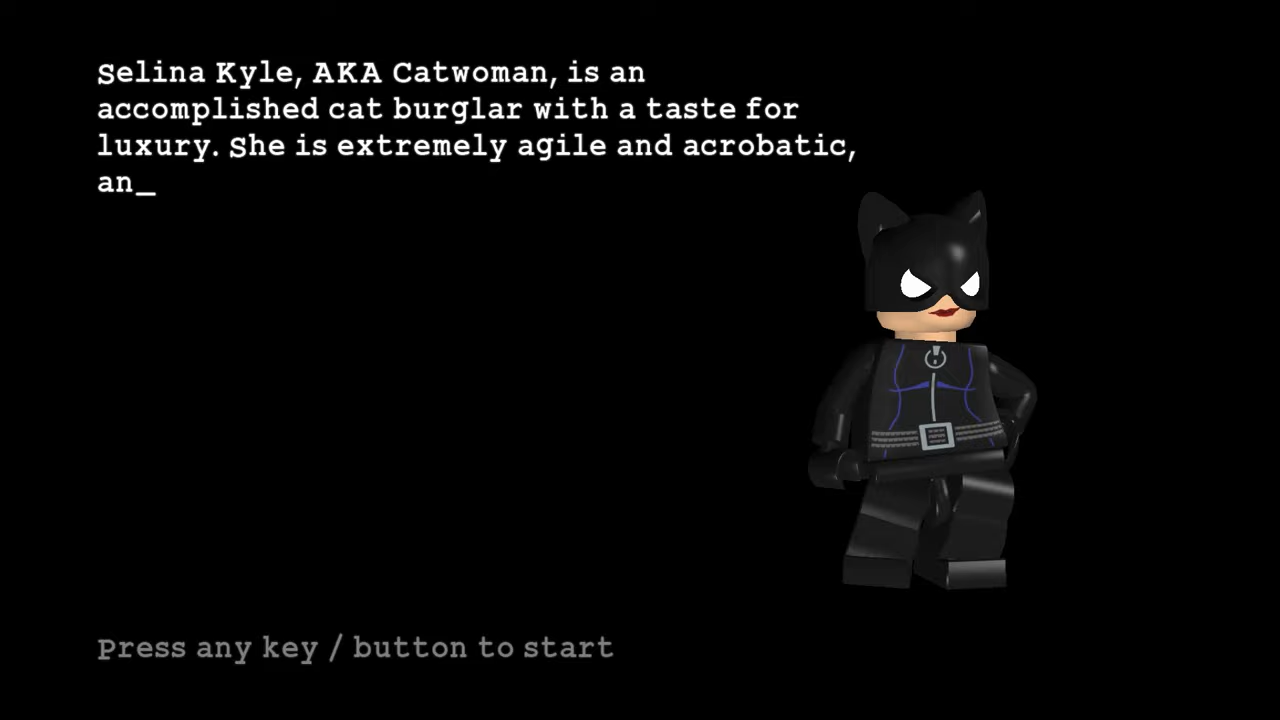 Selina Kyle, AKA Catwoman, is an
accomplished cat burglar with a taste for
luxury. She is extremely agile and acrobatic,
an_
Press any key / button to start